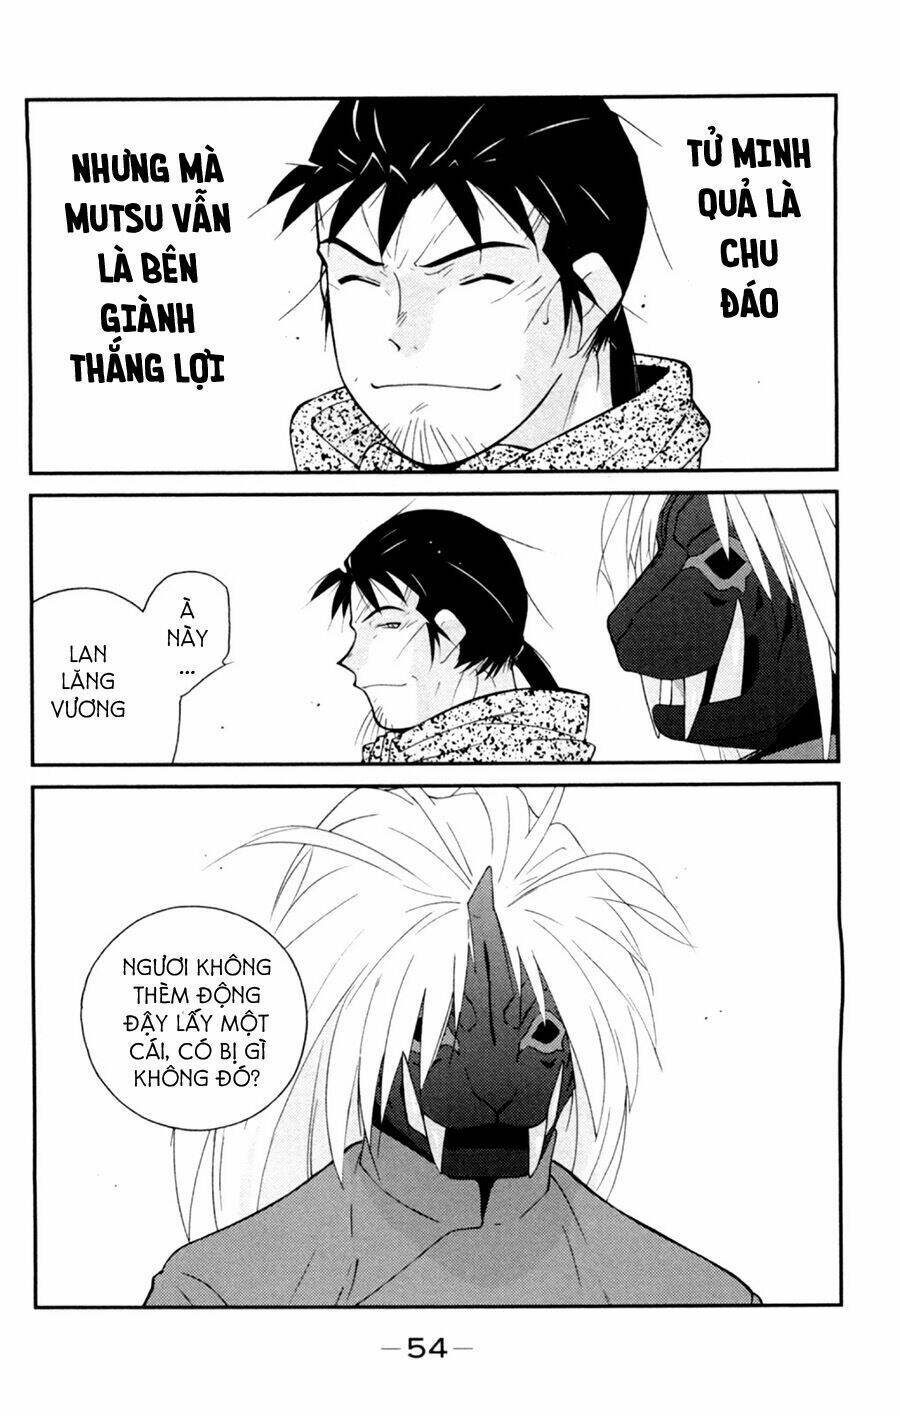 TỬ MINH
QUẢ LÀ
CHU
ĐÁO
NHƯNG MÀ
MUTSU VẪN
LÀ BÊN
GIÀNH
THẮNG LỢI
À
NÀY
...
LAN
LĂNG
VƯƠNG
NGƯƠI KHÔNG
THÈM ĐỘNG
ĐẬY LẤY MỘT
CÁI, CÓ BỊ GÌ
KHÔNG ĐÓ?
-54-